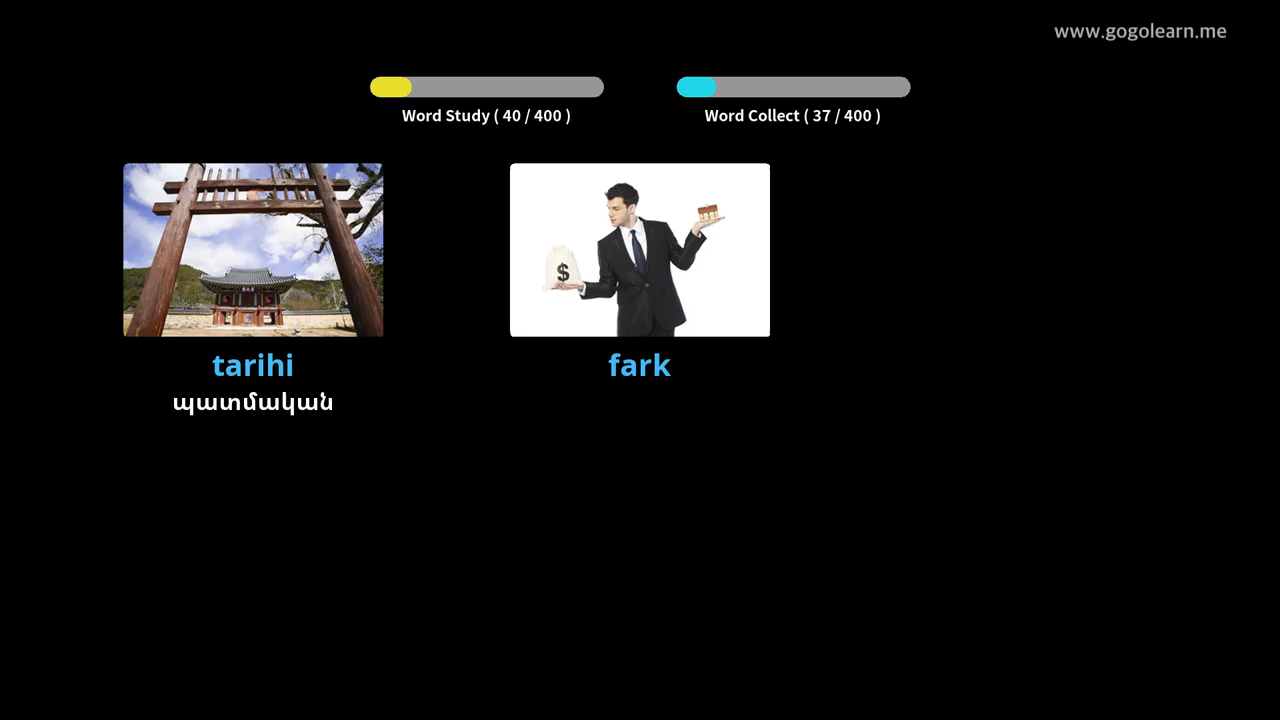 www.gogolearn.me
Word Study ( 40 / 400 )
Word Collect ( 37 / 400 )
$
tarihi
fark
պատմական